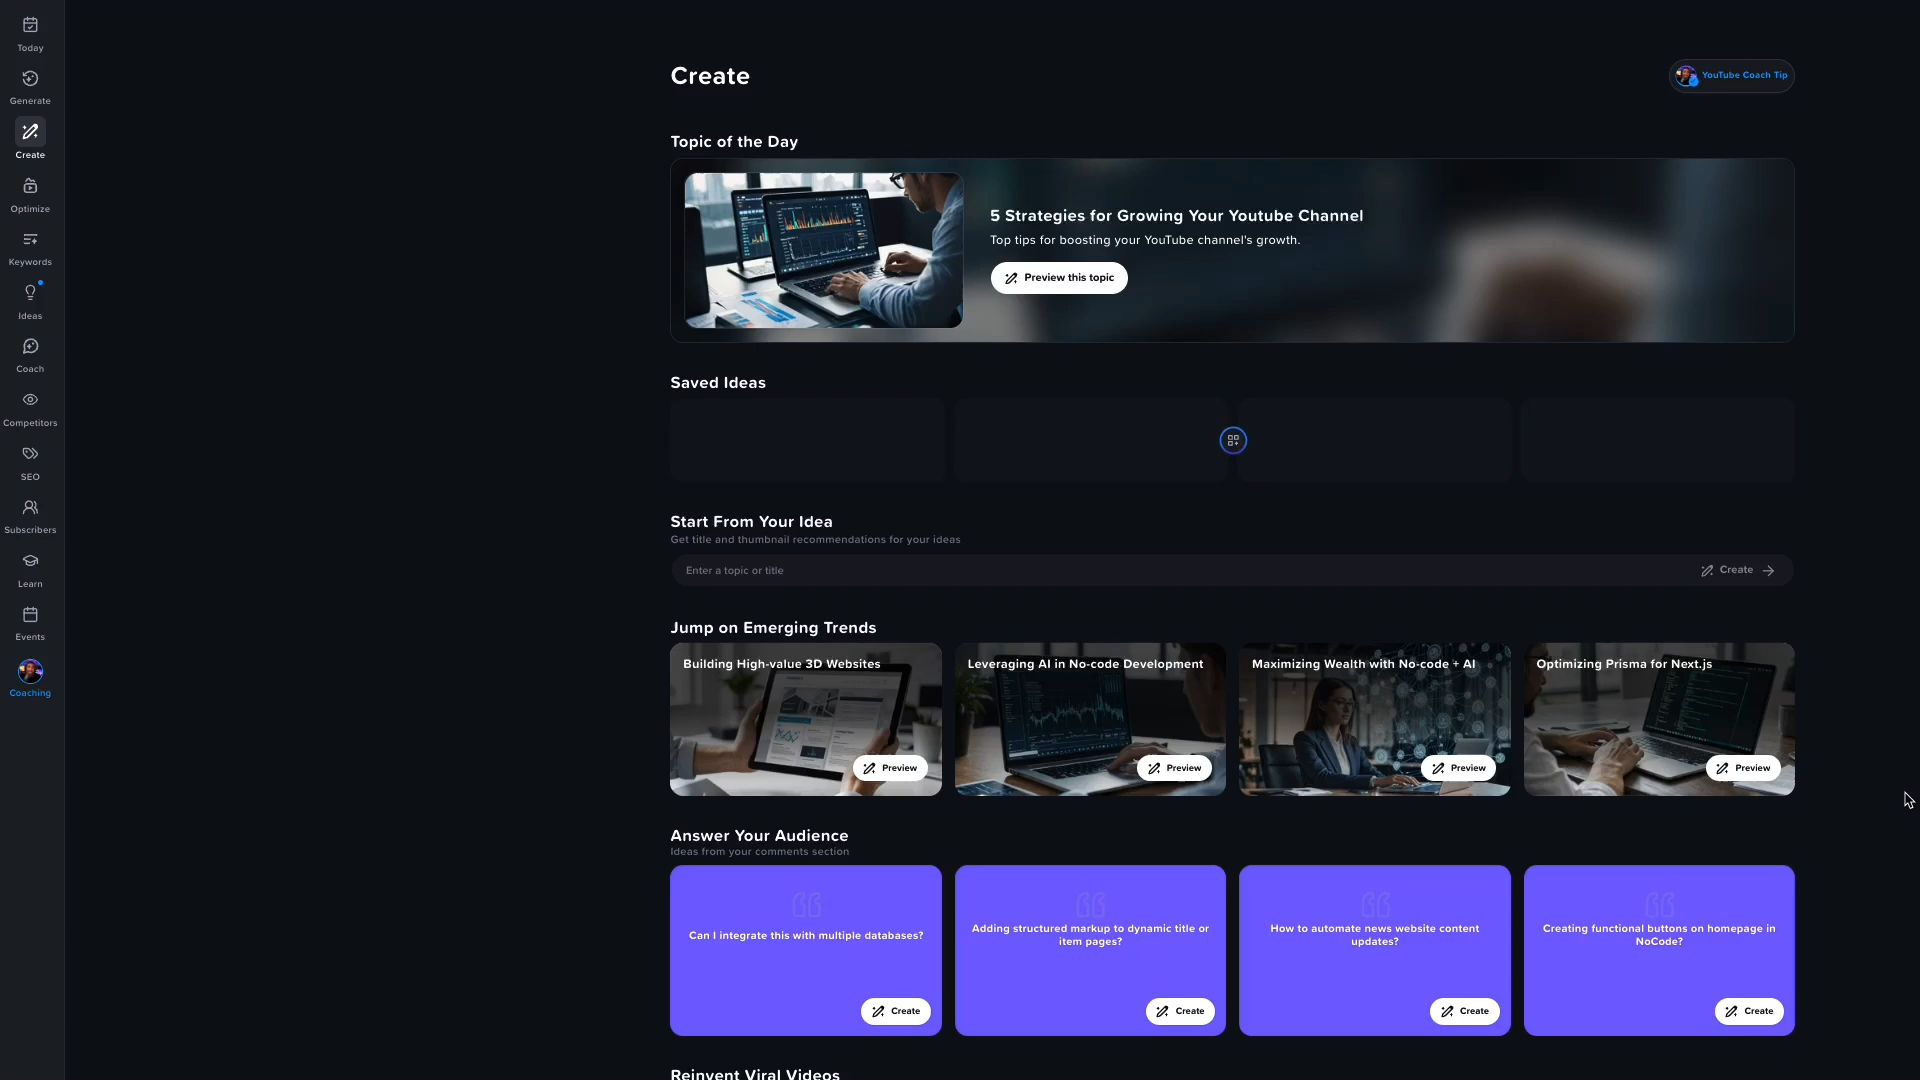 Today
Generate
Create
Optimize
Keywords
Ideas
Coach
Competitors
SEO
Subscribers
Learn
Events
Coaching
Create
YouTube Coach Tip
Topic of the Day
5 Strategies for Growing Your Youtube Channel
Top tips for boosting your YouTube channel's growth.
Preview this topic
Saved Ideas
Start From Your Idea
Get title and thumbnail recommendations for your ideas
Enter a topic or title
Create
Jump on Emerging Trends
Building High-value 3D Websites
Preview
Leveraging AI in No-code Development
Preview
Maximizing Wealth with No-code + AI
Preview
Optimizing Prisma for Next.js
Preview
Answer Your Audience
Ideas from your comments section
Can I integrate this with multiple databases?
Create
Adding structured markup to dynamic title or
item pages?
Create
How to automate news website content
updates?
Create
Creating functional buttons on homepage in
NoCode?
Create
Reinvent Viral Videos